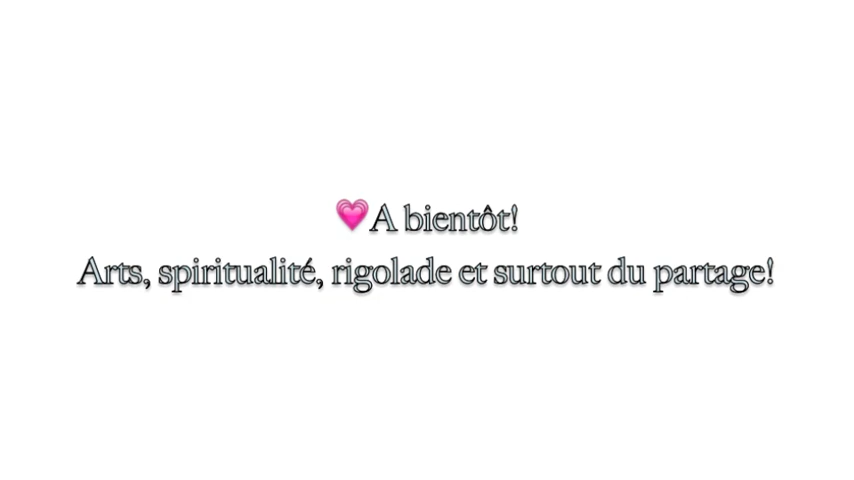 💗A bientôt!
Arts, spiritualité, rigolade et surtout du partage!